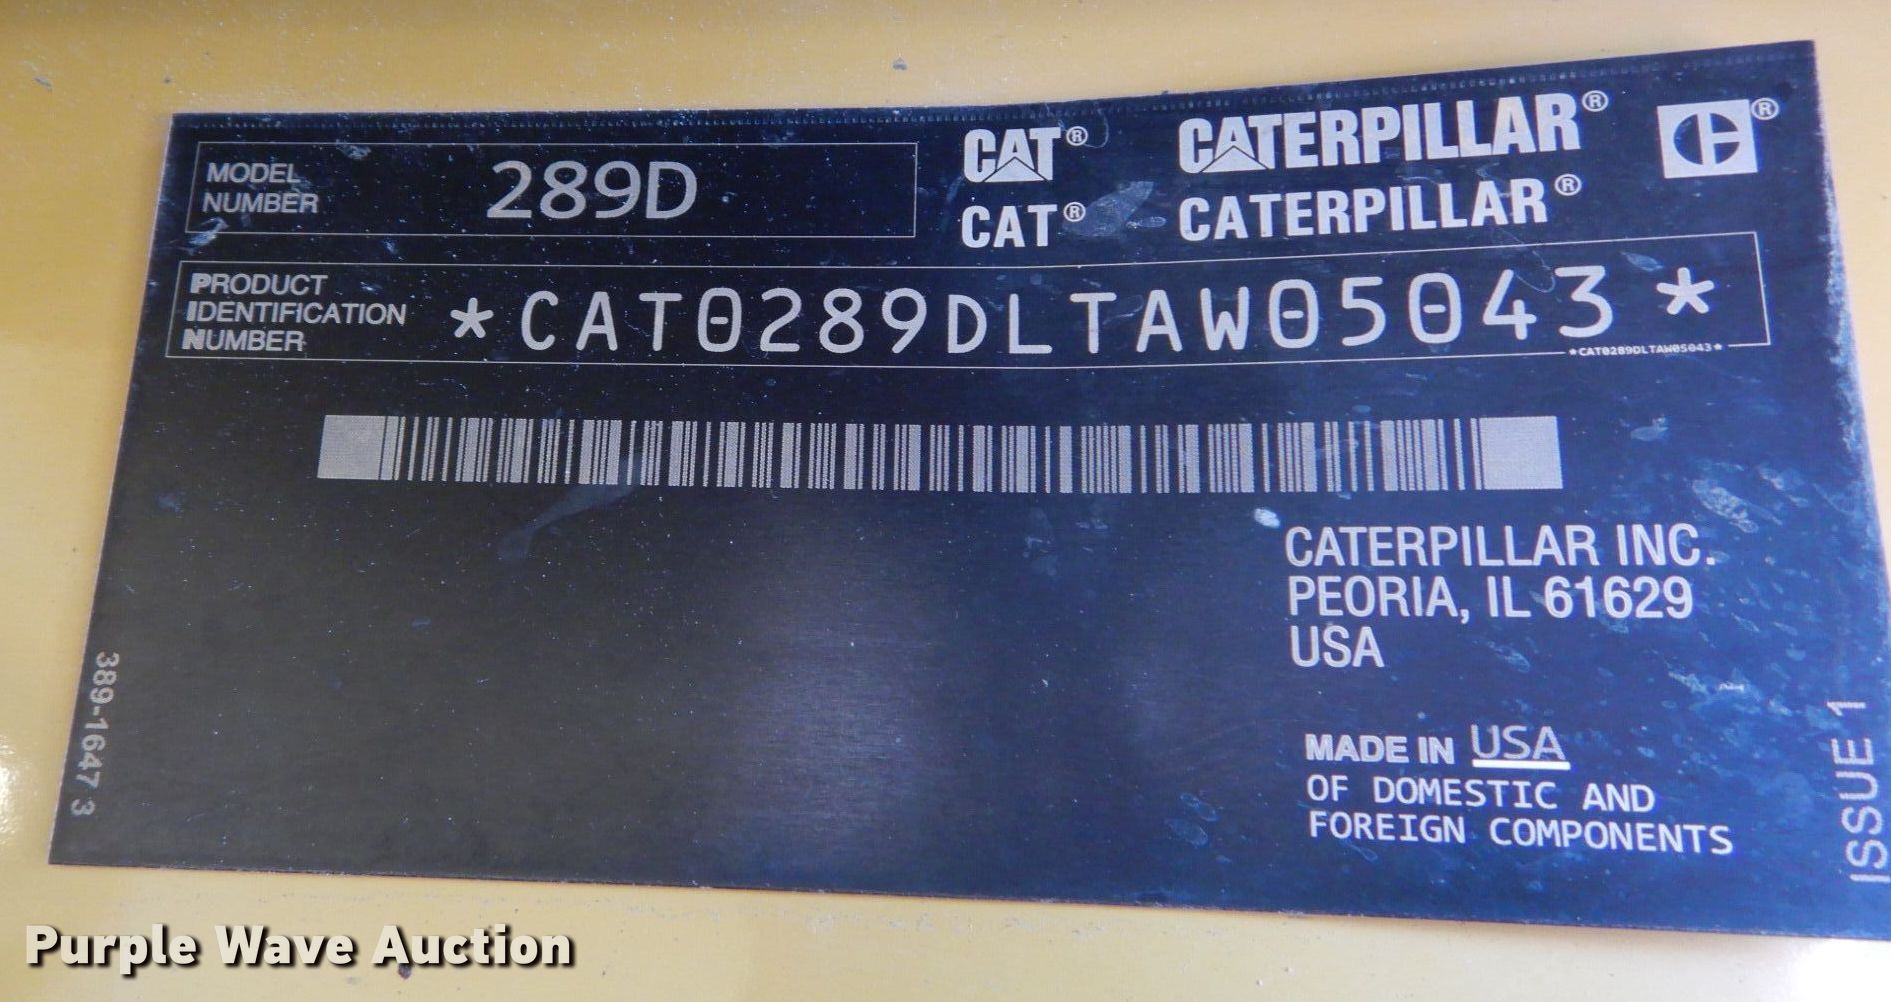 MODEL
NUMBER
289D
CAT® CATERPILLAR® ®
CAT® CATERPILLAR®
PRODUCT
IDENTIFICATION
NUMBER
*CAT0289DLTAW05043*
*CAT0289DLTAW05043*
CATERPILLAR INC.
PEORIA, IL 61629
USA
MADE IN USA
OF DOMESTIC AND
FOREIGN COMPONENTS
389-1647 3
ISSUE 1
Purple Wave Auction